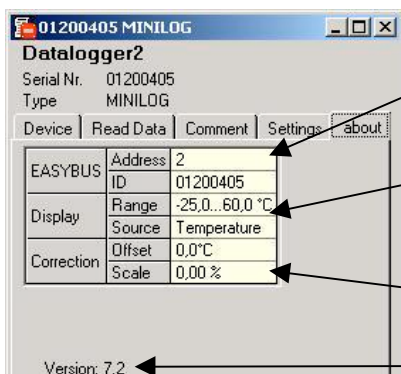 01200405 MINILOG
Datalogger2
Serial Nr. 01200405
Type MINILOG
Device Read Data Comment Settings about
EASYBUS Address 2
ID 01200405
Display Range -25,0...60,0 °C
Source Temperature
Correction Offset 0,0°C
Scale 0,00 %
Version: 7.2